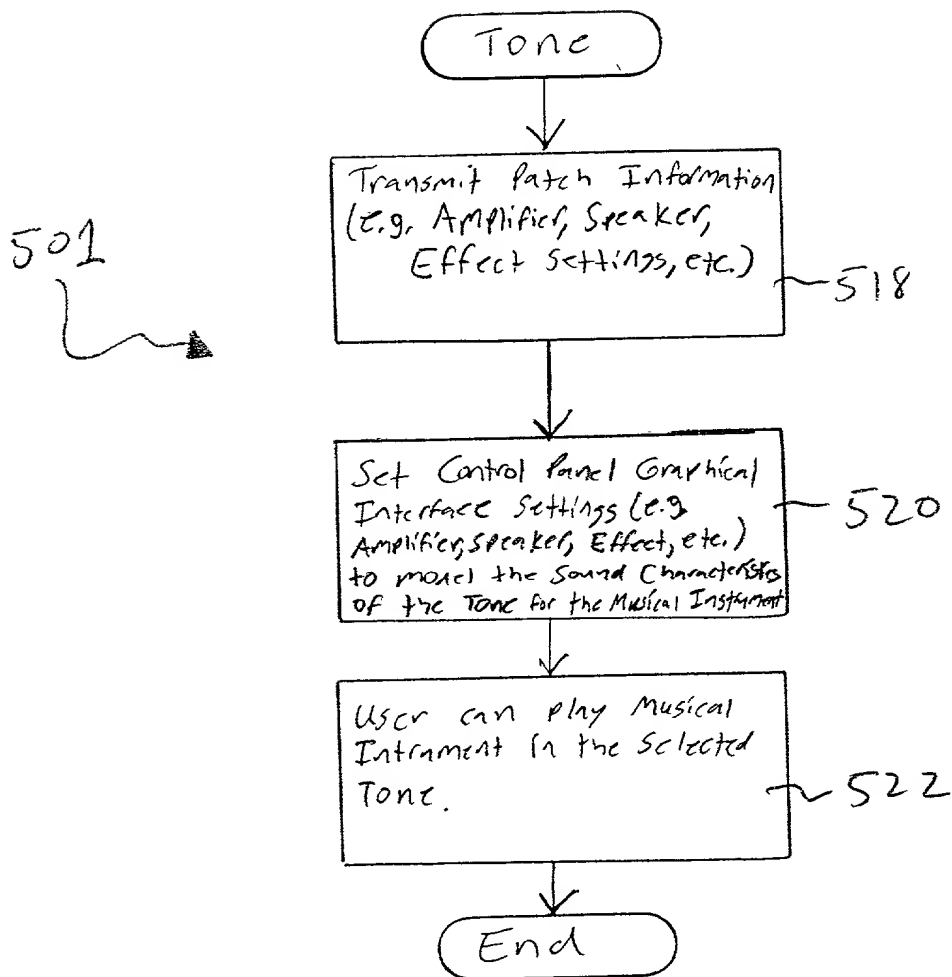 Tone
Transmit Patch Information
(e.g. Amplifier, Speaker,
Effect Settings, etc.)
518
501
Set Control Panel Graphical
Interface Settings (e.g.
Amplifier, Speaker, Effect, etc.)
to model the Sound Characteristics
of the Tone for the Musical Instrument
520
User can play Musical
Intrument in the Selected
Tone.
522
End